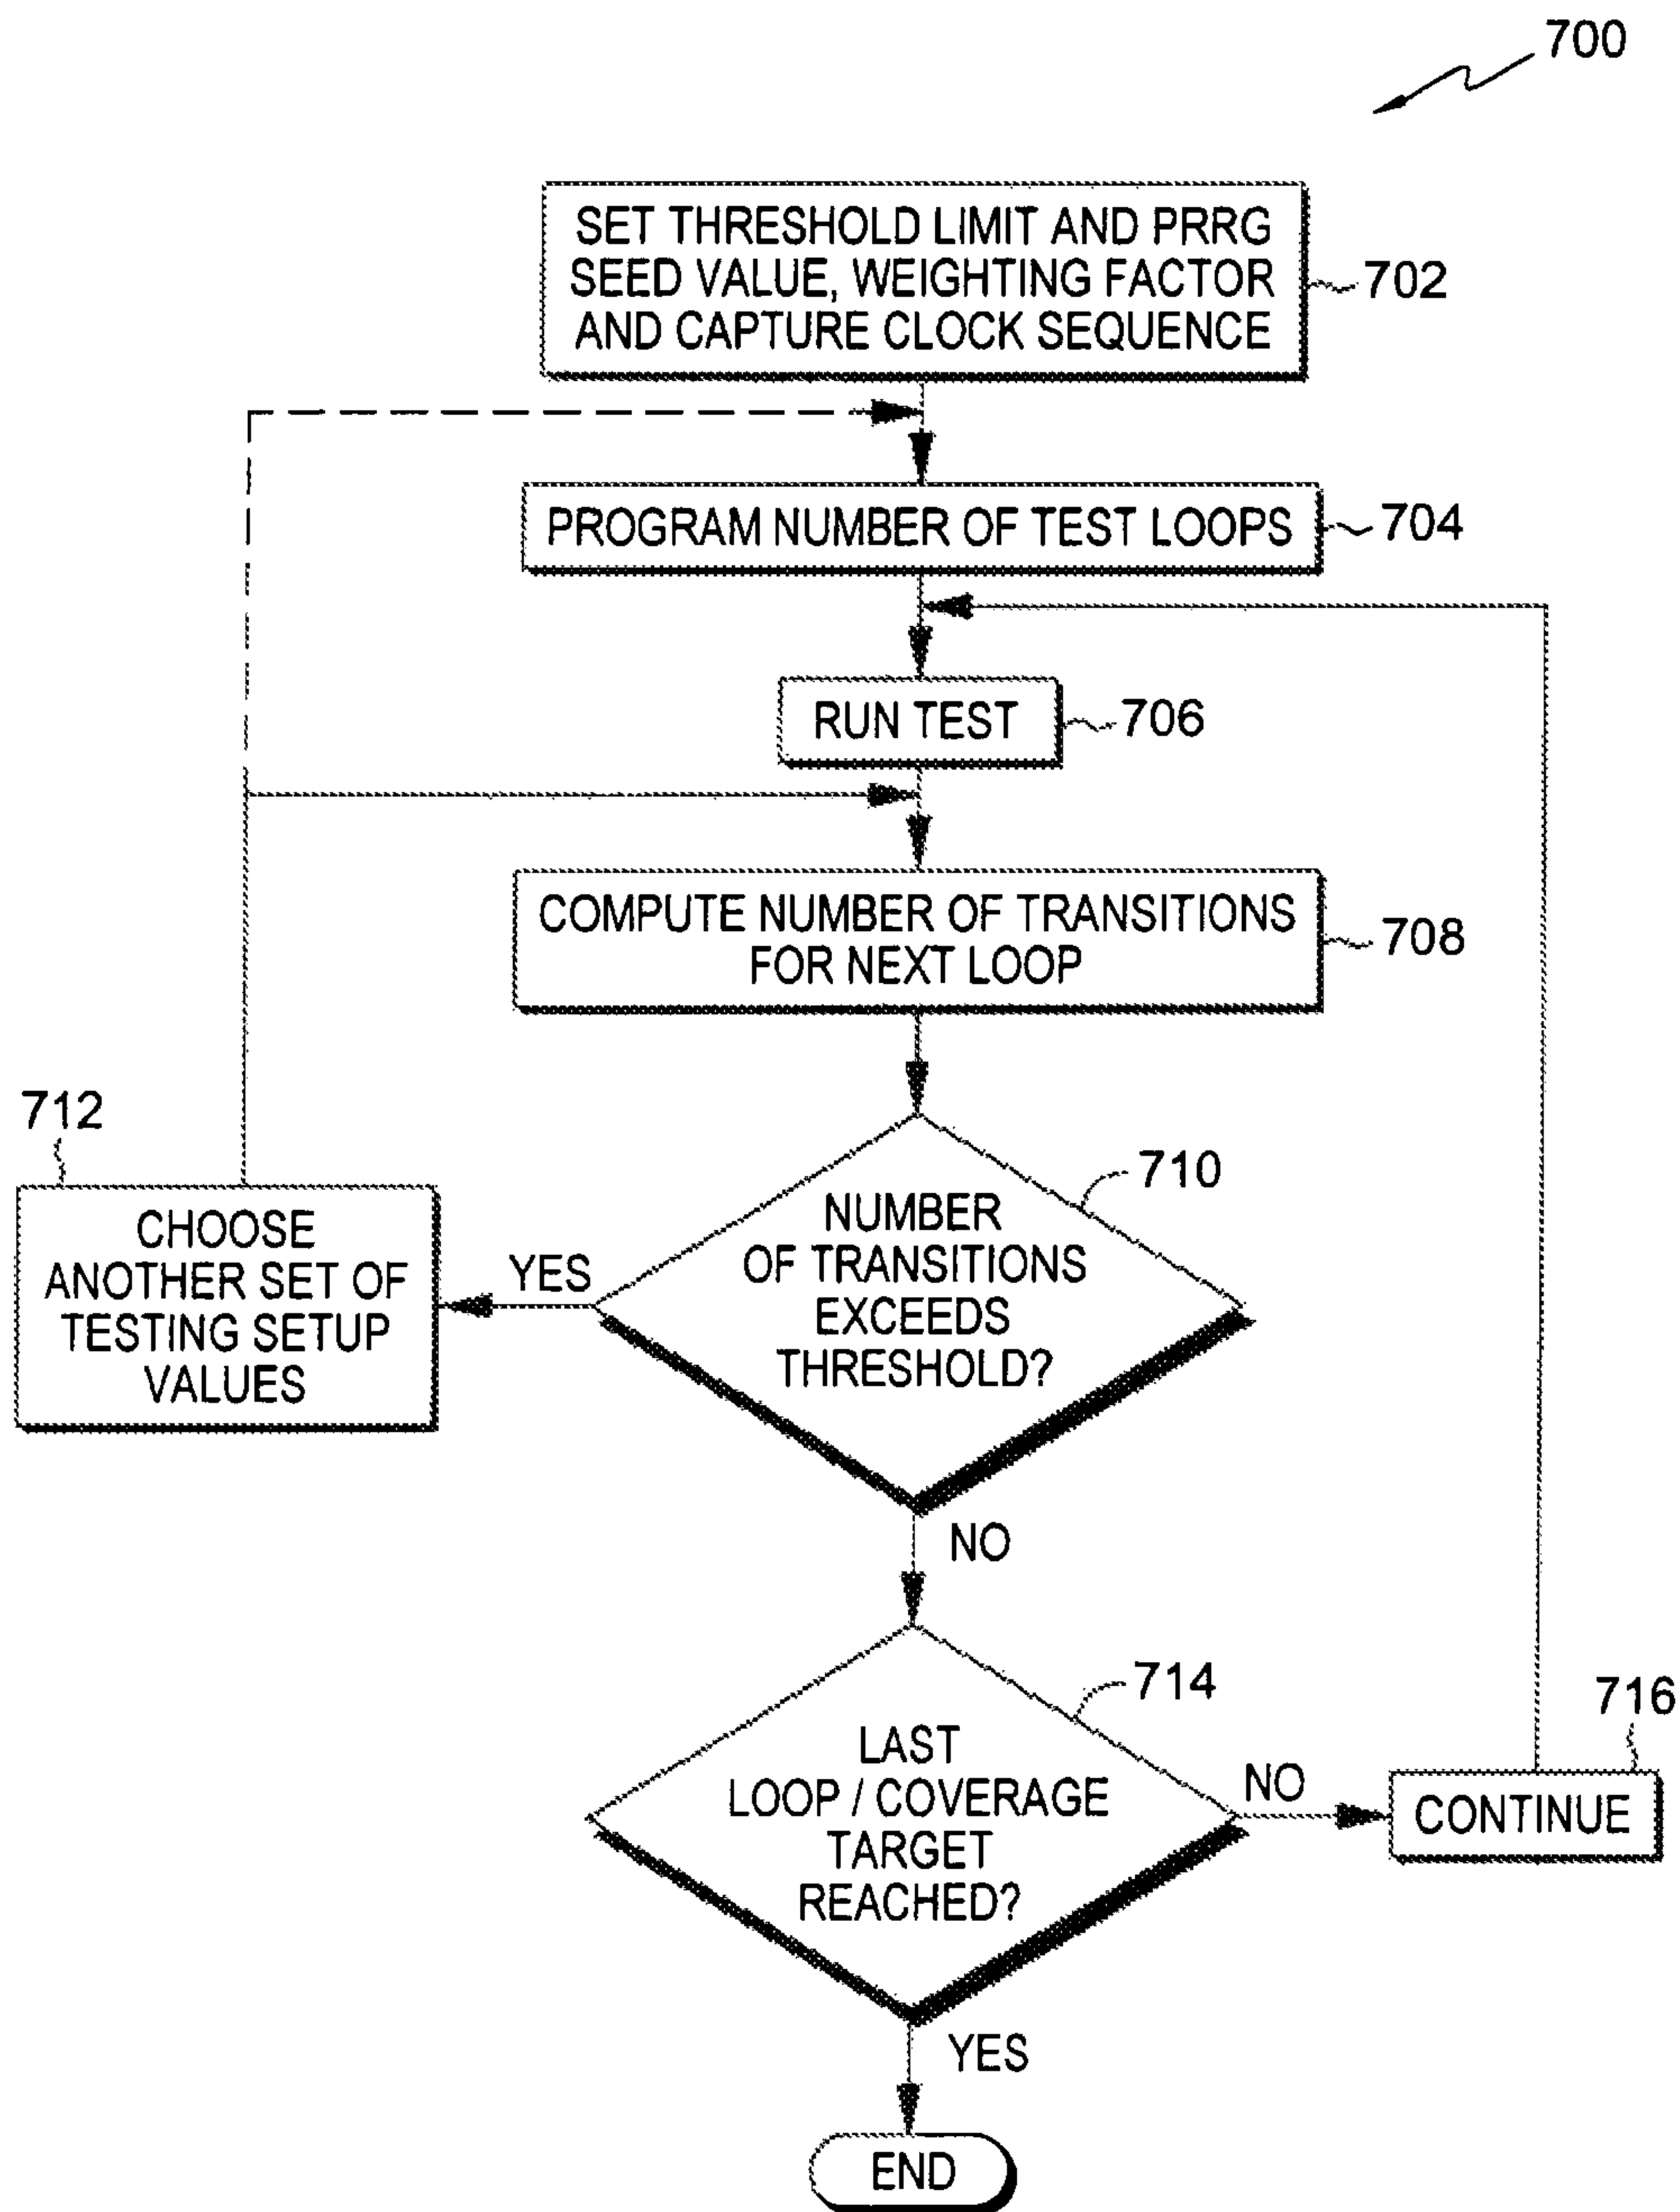 700
SET THRESHOLD LIMIT AND PRRG
SEED VALUE, WEIGHTING FACTOR
AND CAPTURE CLOCK SEQUENCE
702
PROGRAM NUMBER OF TEST LOOPS
704
RUN TEST
706
COMPUTE NUMBER OF TRANSITIONS
FOR NEXT LOOP
708
712
CHOOSE
ANOTHER SET OF
TESTING SETUP
VALUES
YES
NUMBER
OF TRANSITIONS
EXCEEDS
THRESHOLD?
710
NO
LAST
LOOP / COVERAGE
TARGET
REACHED?
714
NO
716
CONTINUE
YES
END